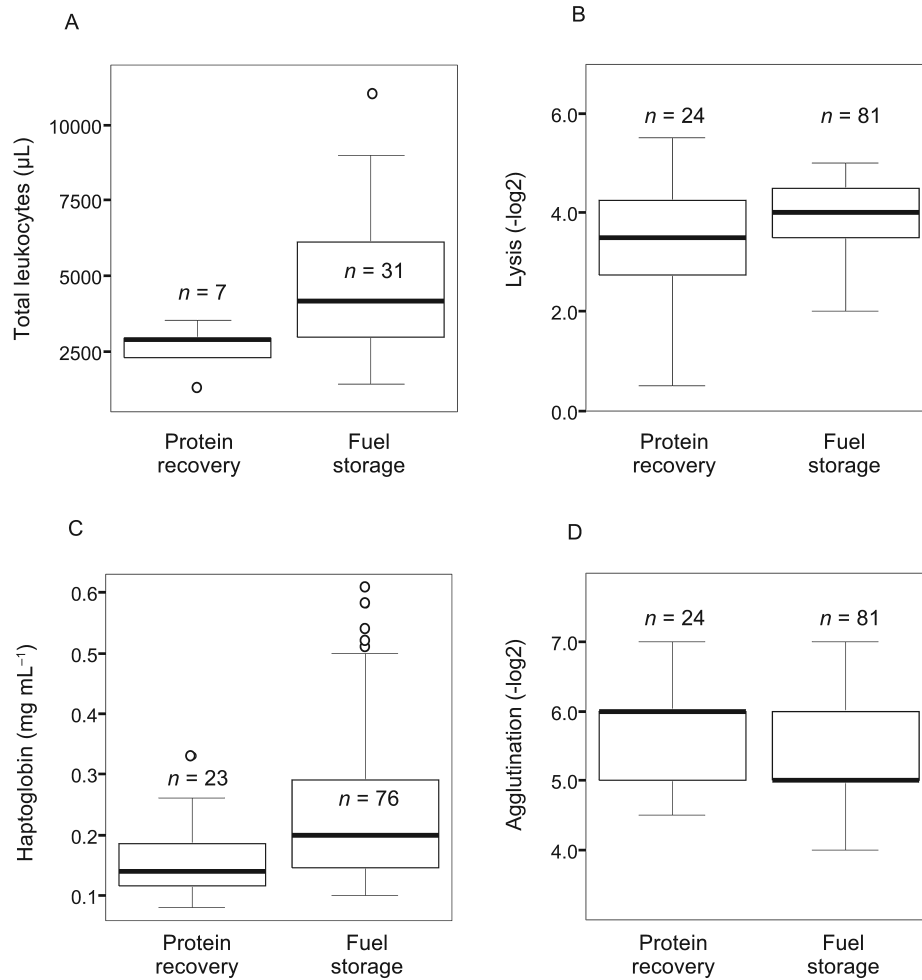 A
Total leukocytes (µL)
10000
7500
5000
2500
n = 7
n = 31
Protein
recovery
Fuel
storage
B
Lysis (-log2)
6.0
4.0
2.0
0.0
n = 24
n = 81
Protein
recovery
Fuel
storage
C
Haptoglobin (mg mL⁻¹)
0.6
0.5
0.4
0.3
0.2
0.1
n = 23
n = 76
Protein
recovery
Fuel
storage
D
Agglutination (-log2)
7.0
6.0
5.0
4.0
n = 24
n = 81
Protein
recovery
Fuel
storage